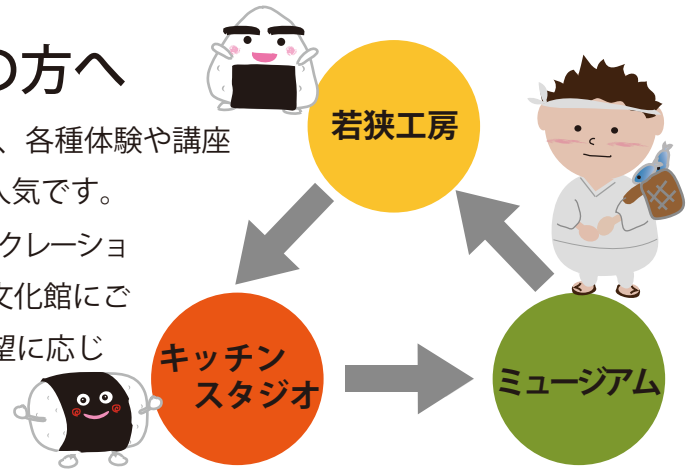 の方へ
、各種体験や講座
人気です。
クレーショ
文化館にご
望に応じ
若狭工房
キッチン
スタジオ
ミュージアム